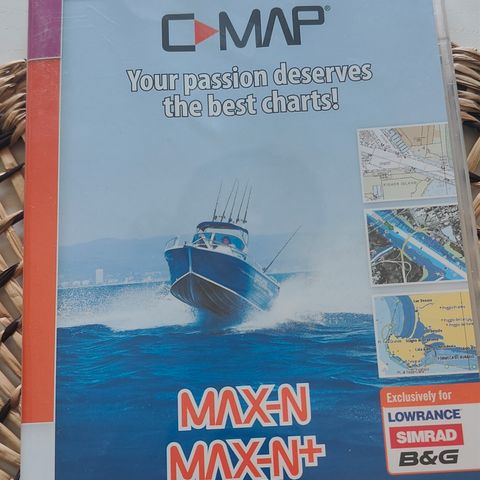 C-MAP®
Your passion deserves
the best charts!
MAX-N
MAX-N+
Exclusively for
LOWRANCE
SIMRAD
B&G